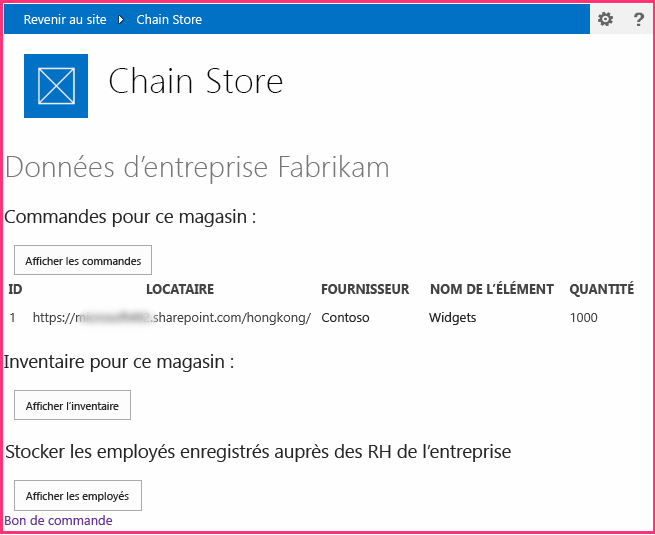 Revenir au site ▶ Chain Store ?
Chain Store
Données d’entreprise Fabrikam
Commandes pour ce magasin :
Afficher les commandes
ID LOCATAIRE FOURNISSEUR NOM DE L’ÉLÉMENT QUANTITÉ
1 https:// .sharepoint.com/hongkong/ Contoso Widgets 1000
Inventaire pour ce magasin :
Afficher l’inventaire
Stocker les employés enregistrés auprès des RH de l’entreprise
Afficher les employés
Bon de commande